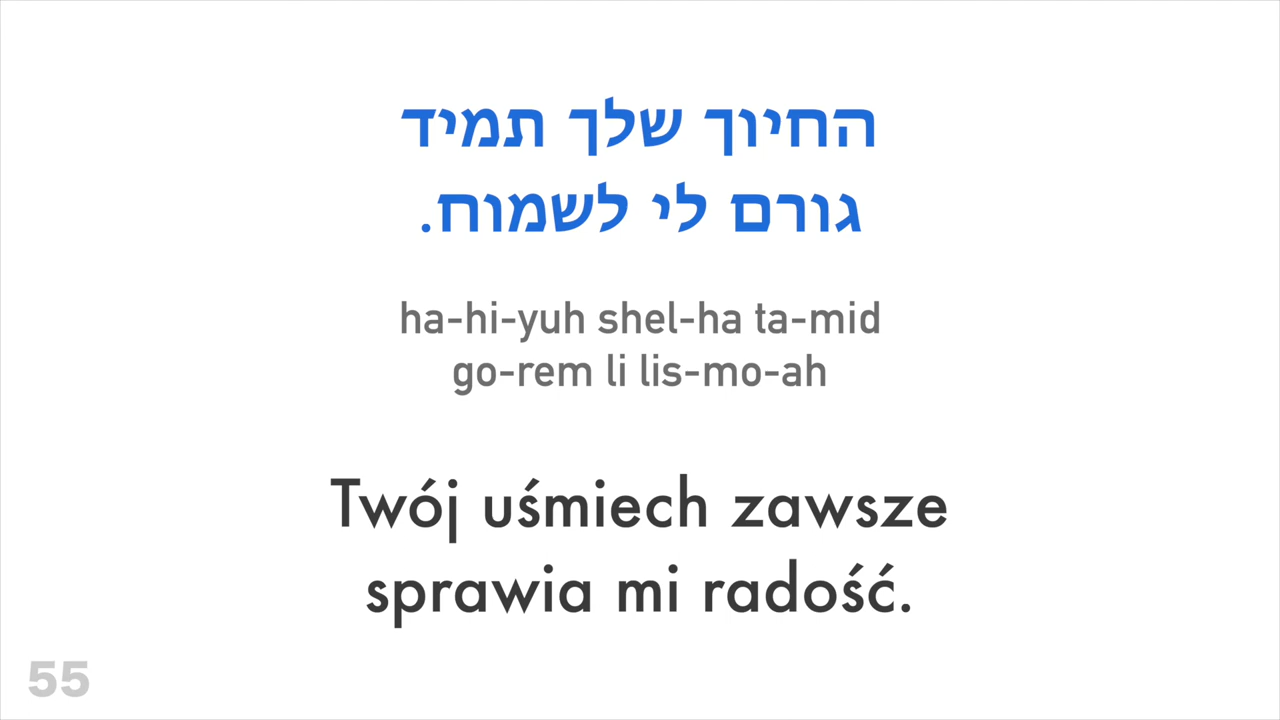 החיוך שלך תמיד
גורם לי לשמוח.
ha-hi-yuh shel-ha ta-mid
go-rem li lis-mo-ah
Twój uśmiech zawsze
sprawia mi radość.
55